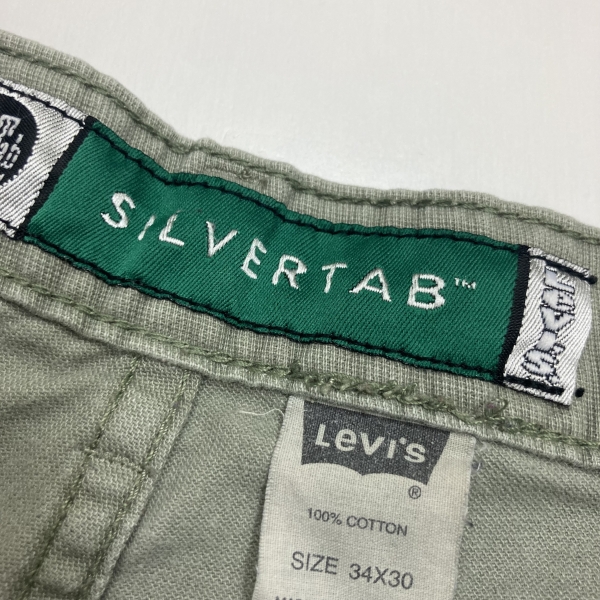 SILVERTAB™
Levi's
®
100% COTTON
SIZE 34X30